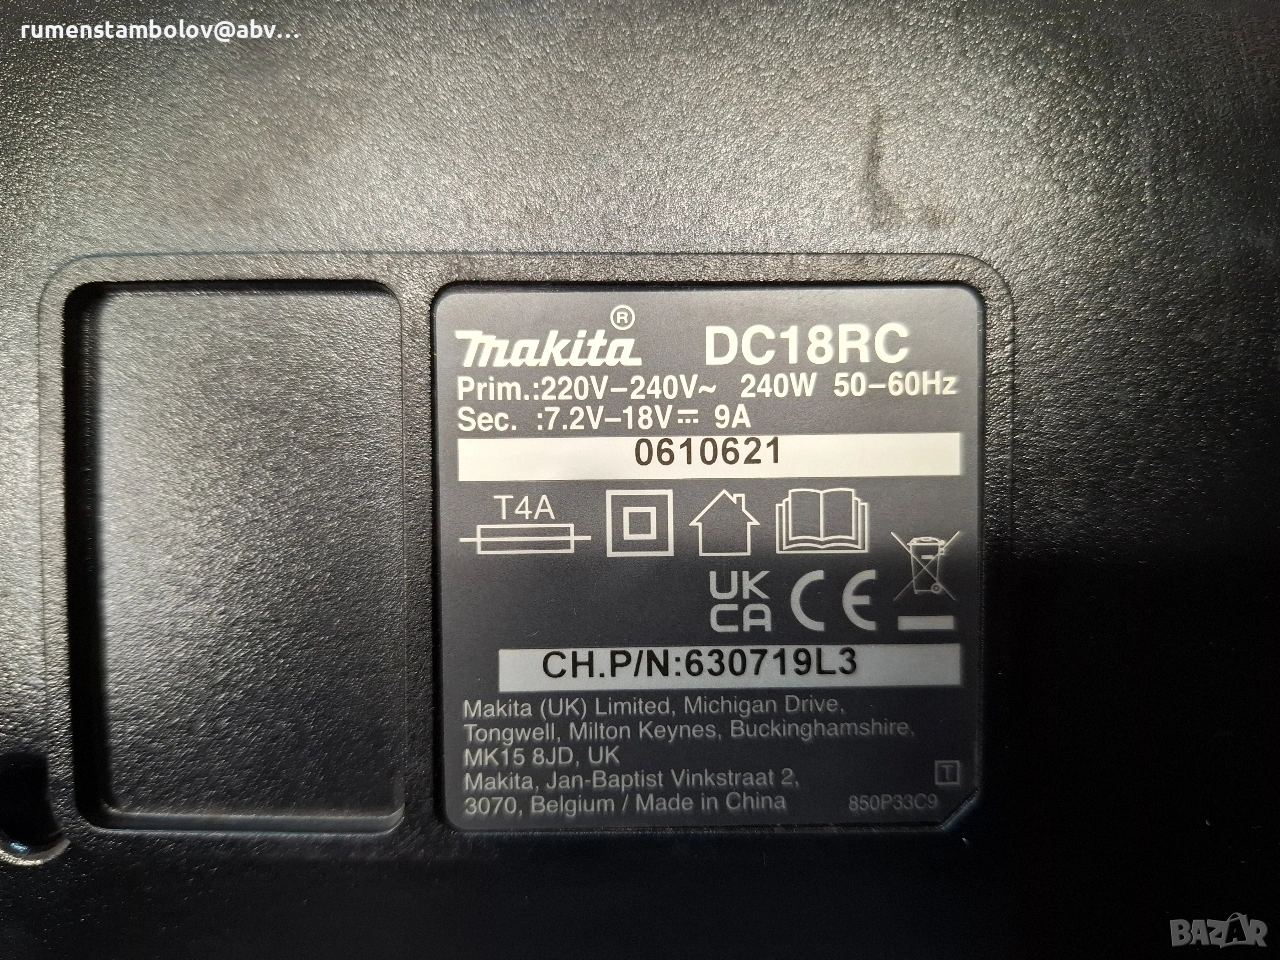 rumenstambolov@abv...
makita® DC18RC
Prim.:220V–240V~ 240W 50–60Hz
Sec. :7.2V–18V⎓ 9A
0610621
T4A
UK
CA CE
CH.P/N:630719L3
Makita (UK) Limited, Michigan Drive,
Tongwell, Milton Keynes, Buckinghamshire,
MK15 8JD, UK
Makita, Jan-Baptist Vinkstraat 2,
3070, Belgium / Made in China
T
850P33C9
BAZAR